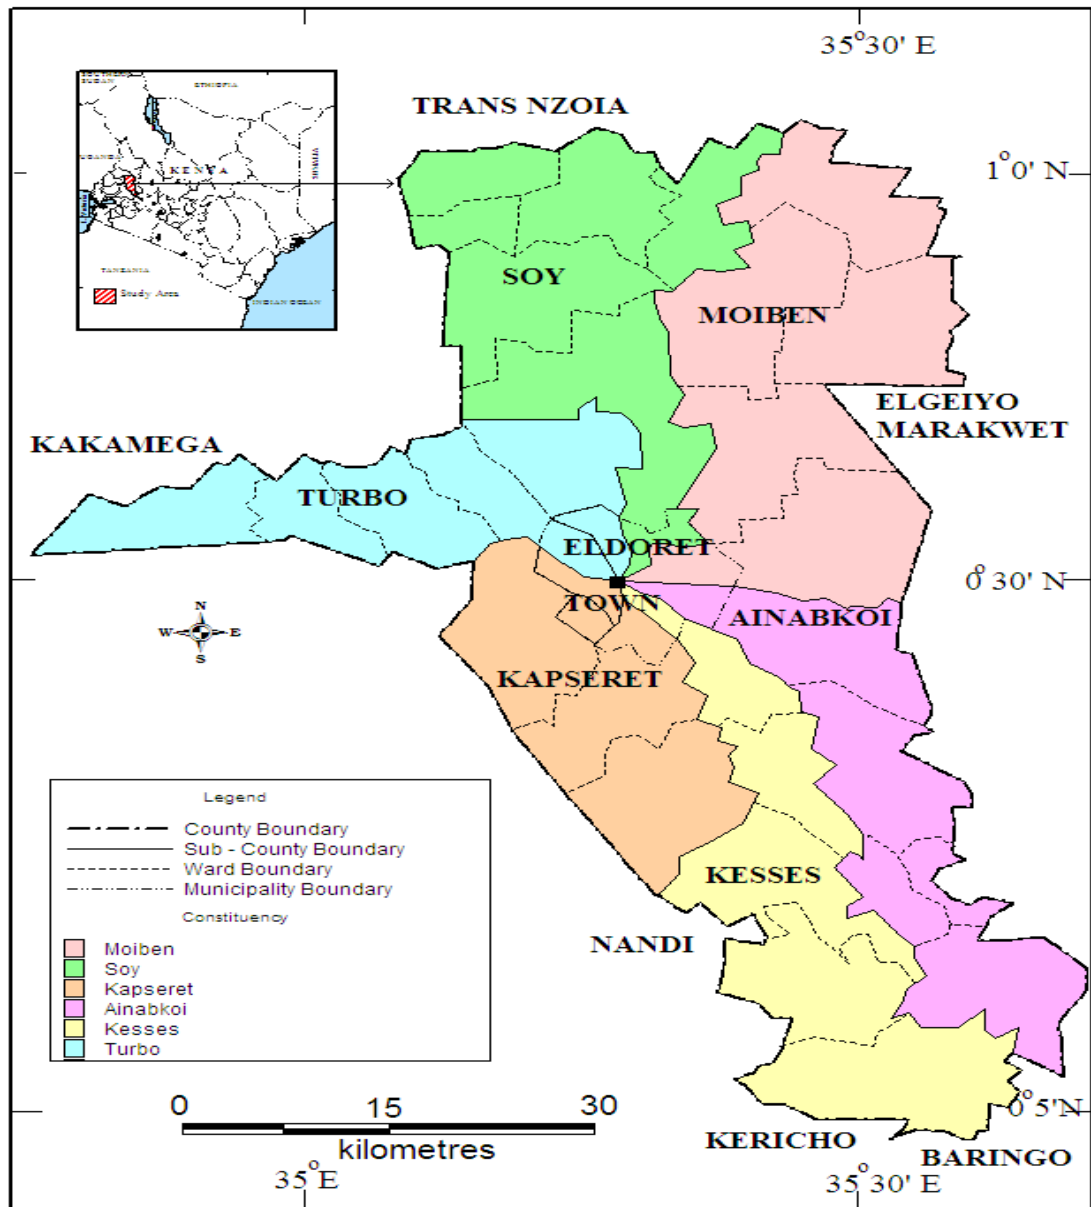 35°30' E
SOUTHERN
SUDAN
ETHIOPIA
UGANDA
KENYA
TANZANIA
Study Area
INDIAN OCEAN
TRANS NZOIA
1°0' N
SOY
MOIBEN
ELGEIYO
MARAKWET
KAKAMEGA
TURBO
ELDORET
TOWN
0°30' N
AINABKOI
N
W E
S
KAPSERET
Legend
County Boundary
Sub - County Boundary
Ward Boundary
Municipality Boundary
Constituency
Moiben
Soy
Kapseret
Ainabkoi
Kesses
Turbo
KESSES
NANDI
0 15 30
kilometres
0°5'N
KERICHO
BARINGO
35°E
35°30' E